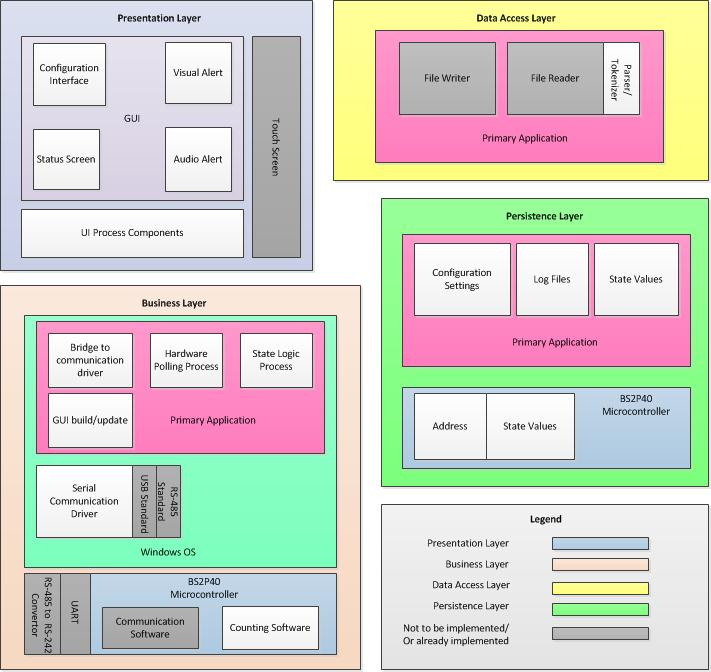 Presentation Layer
Configuration
Interface
Visual Alert
GUI
Status Screen
Audio Alert
UI Process Components
Touch Screen
Data Access Layer
File Writer
File Reader
Parser/
Tokenizer
Primary Application
Persistence Layer
Configuration
Settings
Log Files
State Values
Primary Application
BS2P40
Microcontroller
Address
State Values
Business Layer
Bridge to
communication
driver
Hardware
Polling Process
State Logic
Process
GUI build/update
Primary Application
Serial
Communication
Driver
USB Standard
RS-485
Standard
Windows OS
RS-485 to RS-242
Convertor
UART
BS2P40
Microcontroller
Communication
Software
Counting Software
Legend
Presentation Layer
Business Layer
Data Access Layer
Persistence Layer
Not to be implemented/
Or already implemented